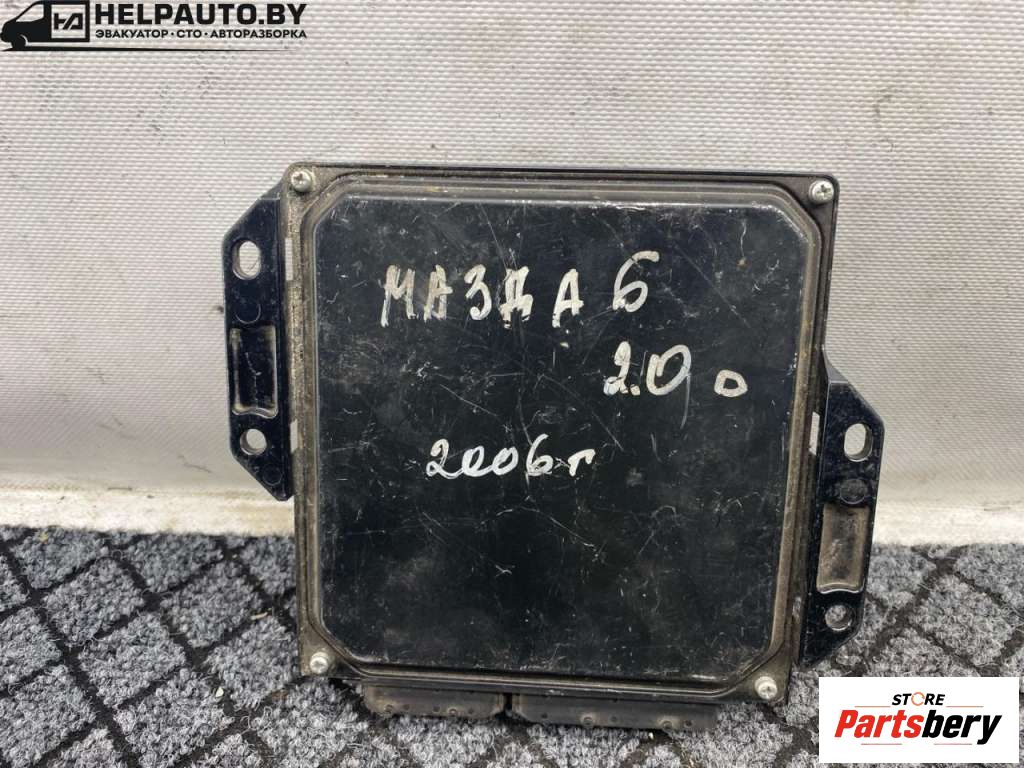 HELPAUTO.BY
ЭВАКУАТОР • СТО • АВТОРАЗБОРКА
МАЗДА 6
2.0 D
2006г
STORE
Partsbery